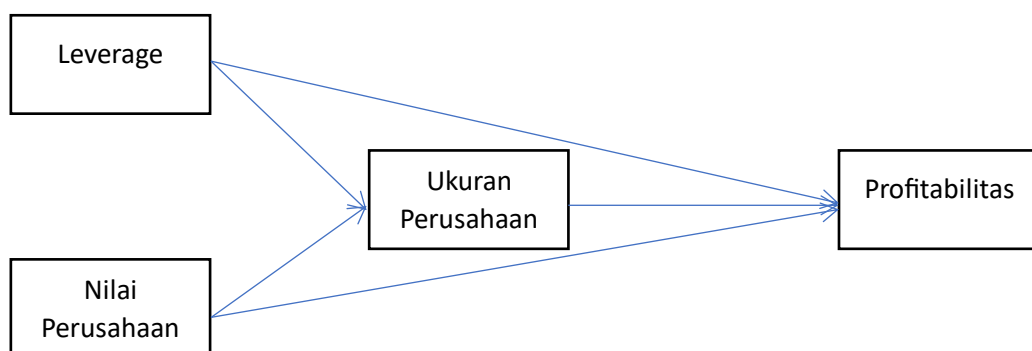 Leverage
Ukuran
Perusahaan
Profitabilitas
Nilai
Perusahaan